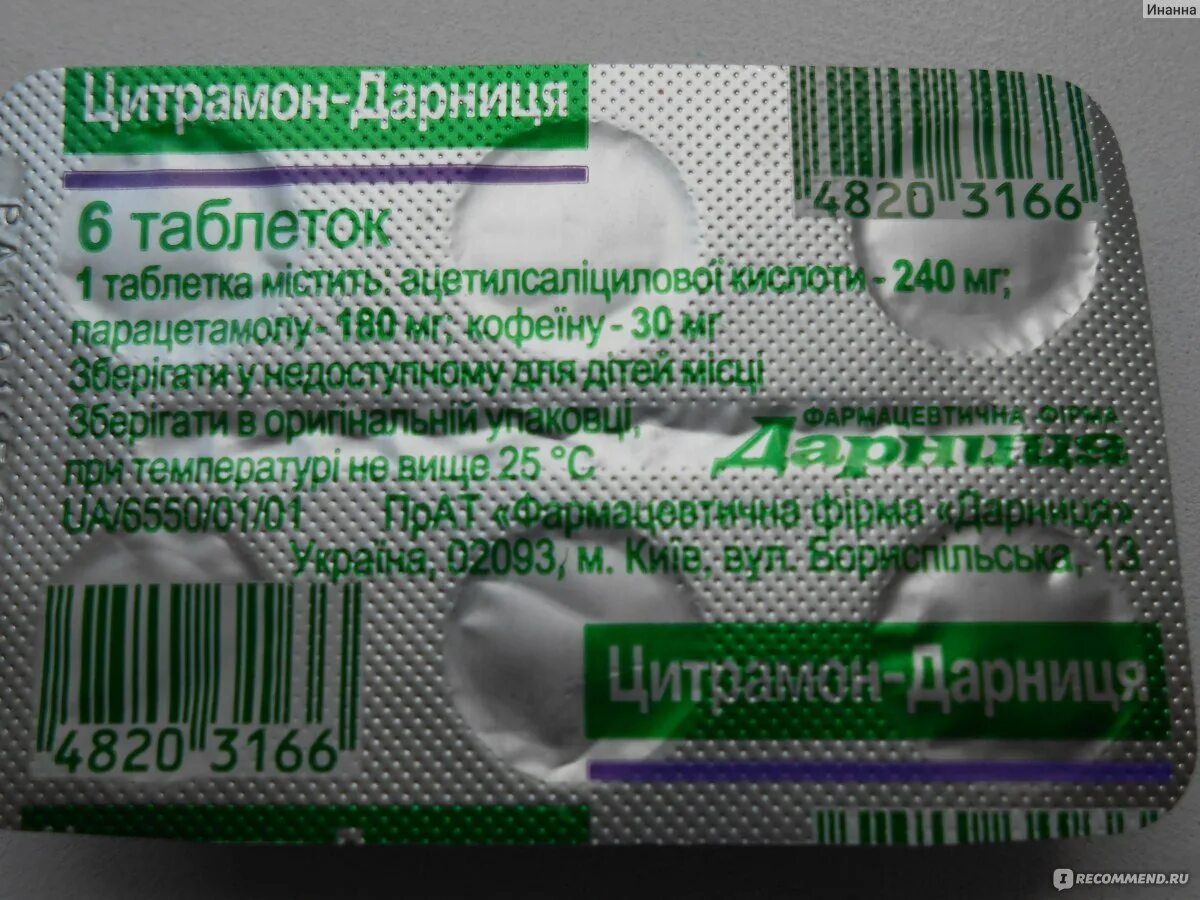 Инанна
Цитрамон-Дарниця
4820 3166
6 таблеток
1 таблетка містить: ацетилсаліцилової кислоти - 240 мг;
парацетамолу - 180 мг; кофеїну - 30 мг
Зберігати у недоступному для дітей місці
Зберігати в оригінальній упаковці,
при температурі не вище 25 °С
ФАРМАЦЕВТИЧНА ФІРМА
Дарниця
UA/6550/01/01 ПрАТ «Фармацевтична фірма «Дарниця»
Україна, 02093, м. Київ, вул. Бориспільська, 13
4820 3166
Цитрамон-Дарниця
IRECOMMEND.RU